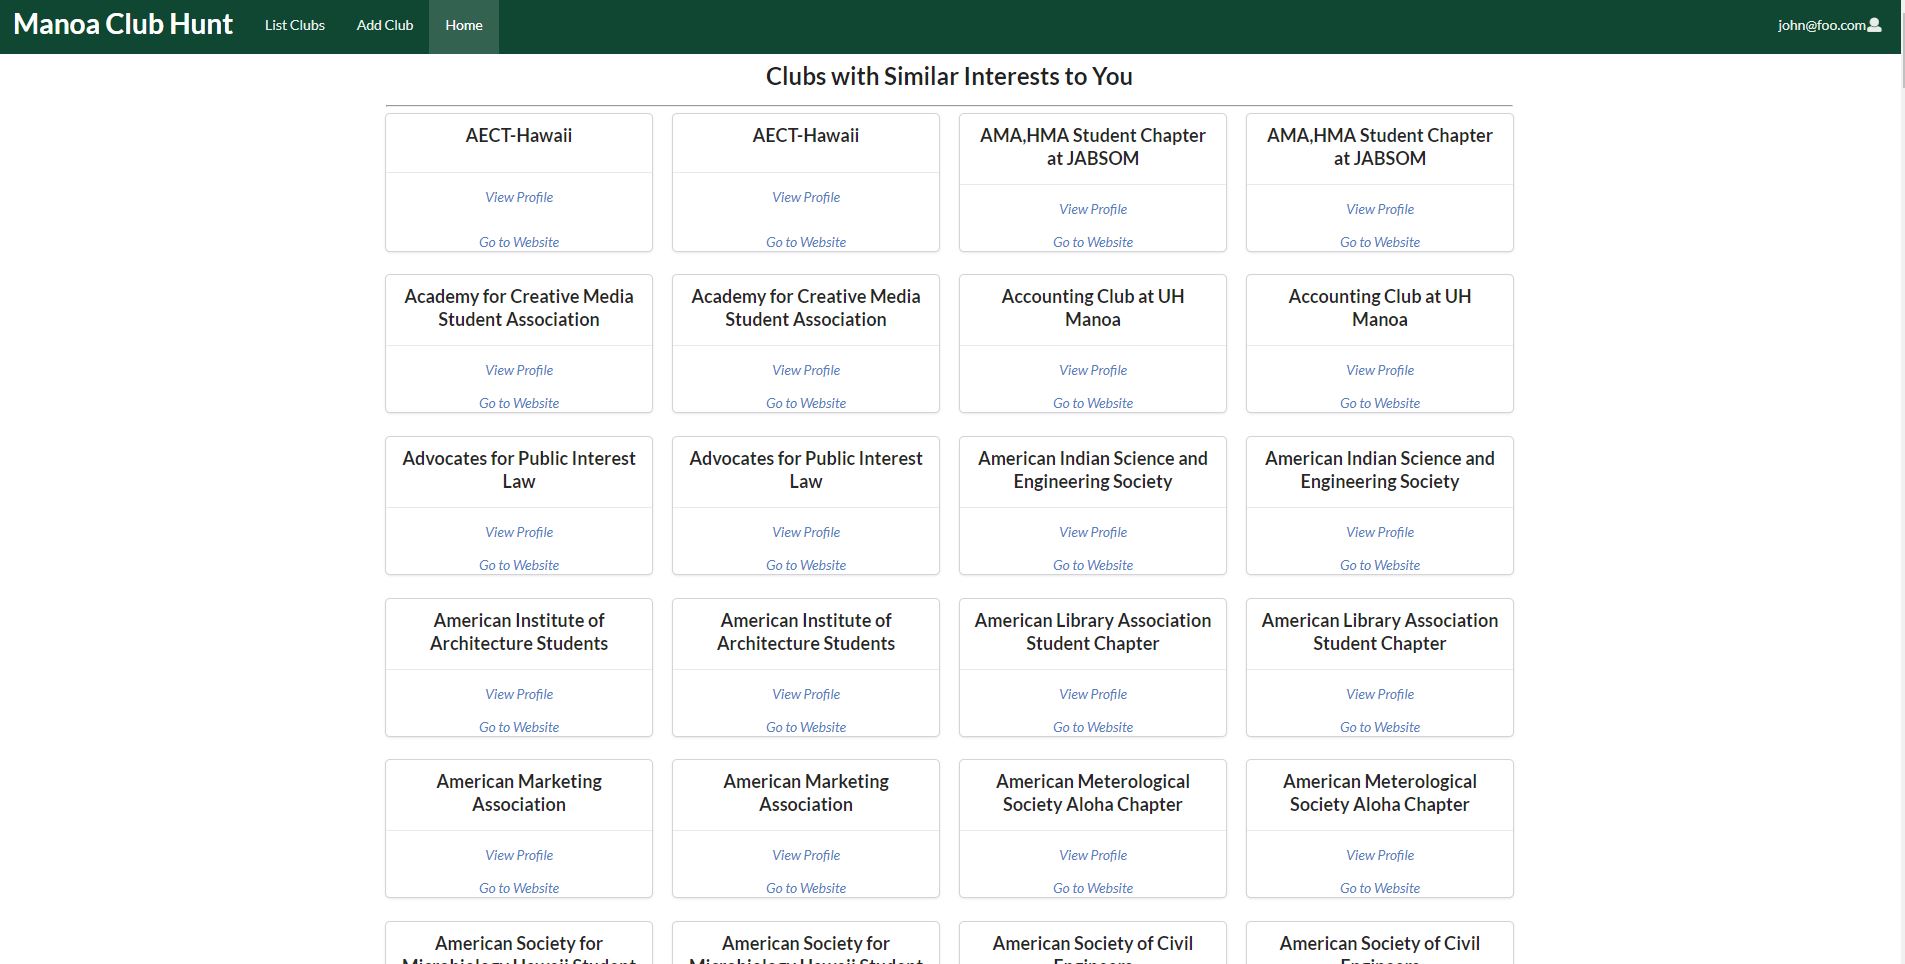 Manoa Club Hunt
List Clubs
Add Club
Home
john@foo.com
Clubs with Similar Interests to You
AECT-Hawaii
View Profile
Go to Website
AECT-Hawaii
View Profile
Go to Website
AMA,HMA Student Chapter
at JABSOM
View Profile
Go to Website
AMA,HMA Student Chapter
at JABSOM
View Profile
Go to Website
Academy for Creative Media
Student Association
View Profile
Go to Website
Academy for Creative Media
Student Association
View Profile
Go to Website
Accounting Club at UH
Manoa
View Profile
Go to Website
Accounting Club at UH
Manoa
View Profile
Go to Website
Advocates for Public Interest
Law
View Profile
Go to Website
Advocates for Public Interest
Law
View Profile
Go to Website
American Indian Science and
Engineering Society
View Profile
Go to Website
American Indian Science and
Engineering Society
View Profile
Go to Website
American Institute of
Architecture Students
View Profile
Go to Website
American Institute of
Architecture Students
View Profile
Go to Website
American Library Association
Student Chapter
View Profile
Go to Website
American Library Association
Student Chapter
View Profile
Go to Website
American Marketing
Association
View Profile
Go to Website
American Marketing
Association
View Profile
Go to Website
American Meterological
Society Aloha Chapter
View Profile
Go to Website
American Meterological
Society Aloha Chapter
View Profile
Go to Website
American Society for
Microbiology Hawaii Student
American Society for
Microbiology Hawaii Student
American Society of Civil
Engineers
American Society of Civil
Engineers